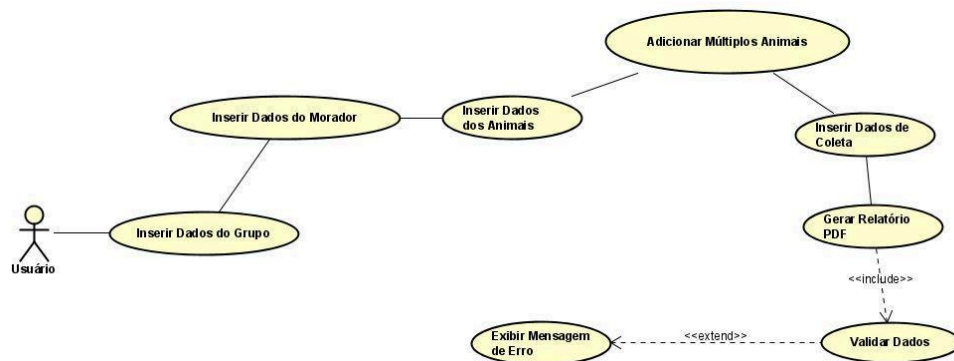 Adicionar Múltiplos Animais
Inserir Dados do Morador
Inserir Dados
dos Animais
Inserir Dados de
Coleta
Inserir Dados do Grupo
Gerar Relatório
PDF
Usuário
<<include>>
Exibir Mensagem
de Erro
<<extend>>
Validar Dados